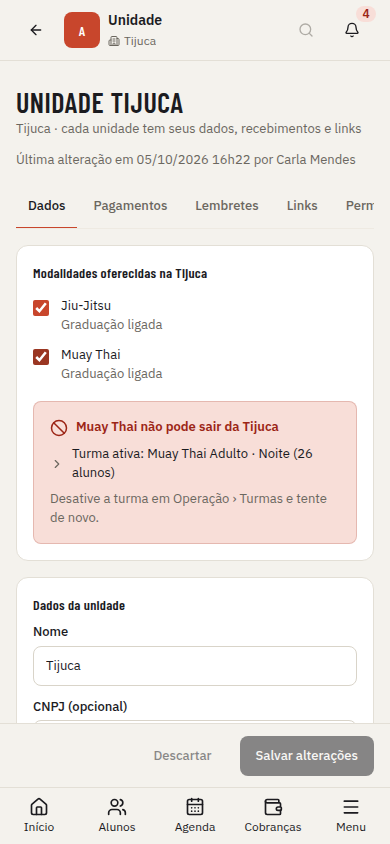 A
Unidade
Tijuca
4
UNIDADE TIJUCA
Tijuca · cada unidade tem seus dados, recebimentos e links
Última alteração em 05/10/2026 16h22 por Carla Mendes
Dados Pagamentos Lembretes Links Perm
Modalidades oferecidas na Tijuca
Jiu-Jitsu
Graduação ligada
Muay Thai
Graduação ligada
Muay Thai não pode sair da Tijuca
Turma ativa: Muay Thai Adulto · Noite (26
alunos)
Desative a turma em Operação › Turmas e tente
de novo.
Dados da unidade
Nome
Tijuca
CNPJ (opcional)
Descartar Salvar alterações
Início Alunos Agenda Cobranças Menu